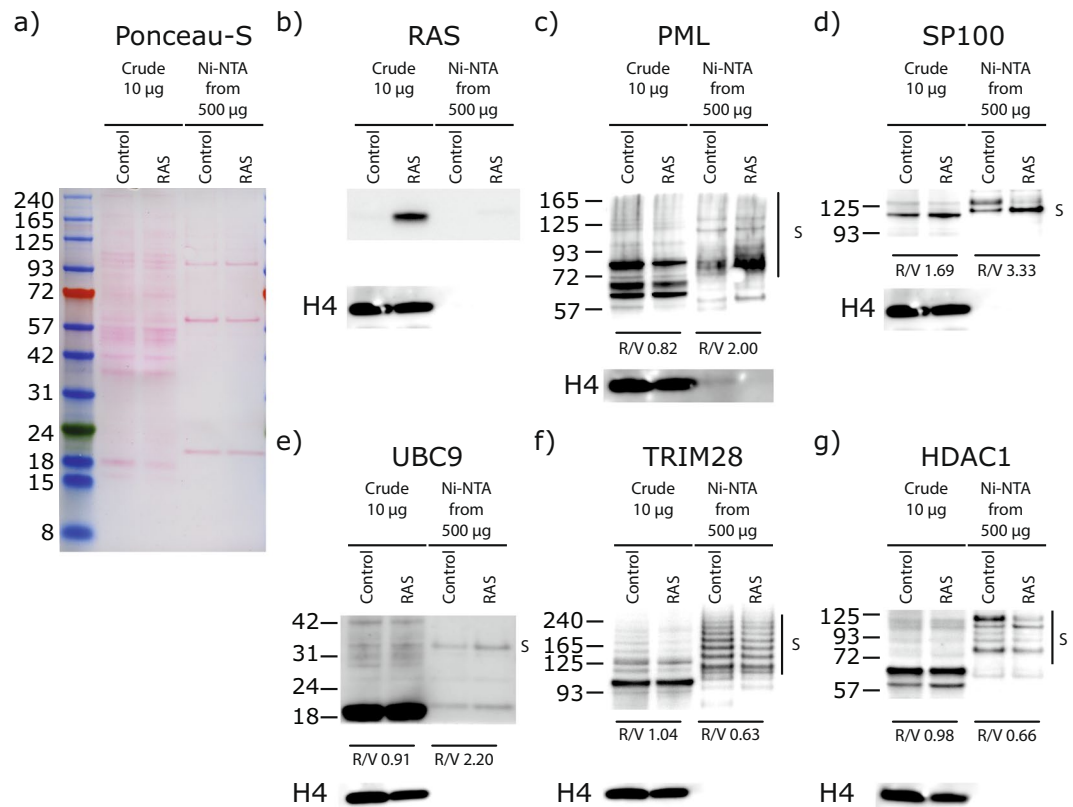 a)
Ponceau-S
Crude
10 µg
Ni-NTA
from
500 µg
Control
RAS
Control
RAS
240
165
125
93
72
57
42
31
24
18
15
8
b)
RAS
Crude
10 µg
Ni-NTA
from
500 µg
Control
RAS
Control
RAS
H4
c)
PML
Crude
10 µg
Ni-NTA
from
500 µg
Control
RAS
Control
RAS
165
125
93
72
57
S
R/V 0.82 R/V 2.00
H4
d)
SP100
Crude
10 µg
Ni-NTA
from
500 µg
Control
RAS
Control
RAS
125
93
S
R/V 1.69 R/V 3.33
H4
e)
UBC9
Crude
10 µg
Ni-NTA
from
500 µg
Control
RAS
Control
RAS
42
31
24
18
S
R/V 0.91 R/V 2.20
H4
f)
TRIM28
Crude
10 µg
Ni-NTA
from
500 µg
Control
RAS
Control
RAS
240
165
125
93
S
R/V 1.04 R/V 0.63
H4
g)
HDAC1
Crude
10 µg
Ni-NTA
from
500 µg
Control
RAS
Control
RAS
125
93
72
57
S
R/V 0.98 R/V 0.66
H4